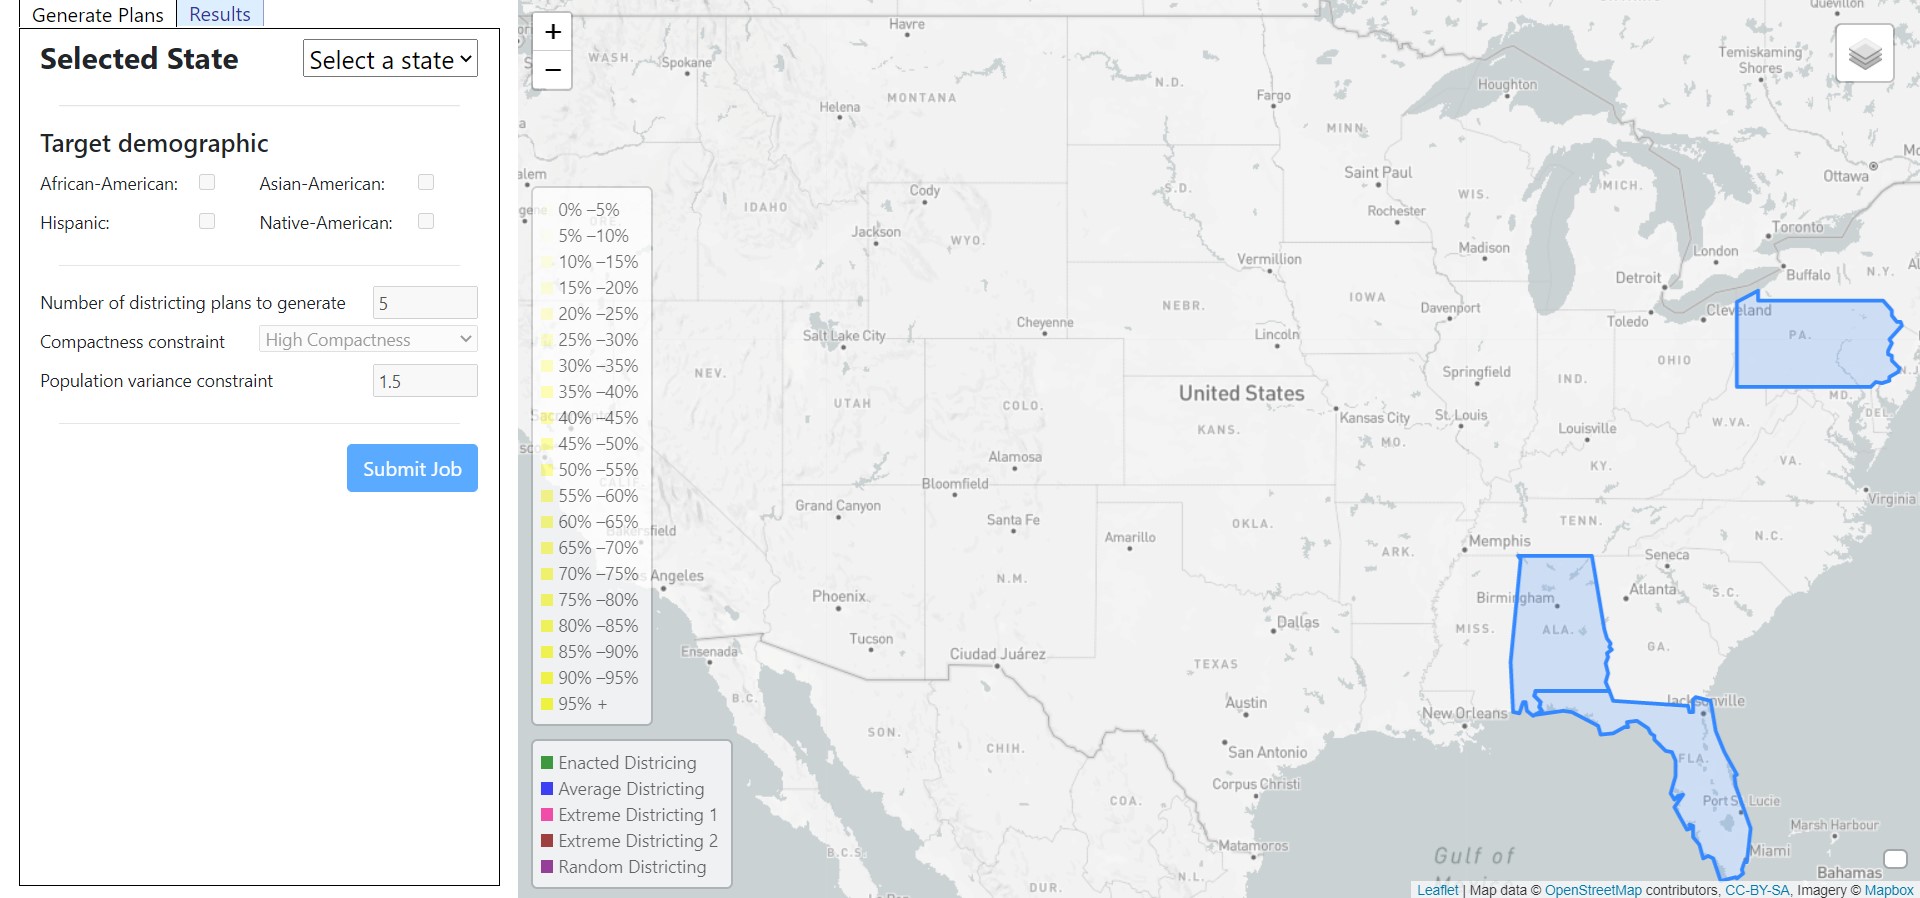 Generate Plans
Results
Selected State
Select a state
Target demographic
African-American:
Asian-American:
Hispanic:
Native-American:
Number of districting plans to generate
5
Compactness constraint
High Compactness
Population variance constraint
1.5
Submit Job
+
−
0% –5%
5% –10%
10% –15%
15% –20%
20% –25%
25% –30%
30% –35%
35% –40%
40% –45%
45% –50%
50% –55%
55% –60%
60% –65%
65% –70%
70% –75%
75% –80%
80% –85%
85% –90%
90% –95%
95% +
Enacted Districing
Average Districting
Extreme Districting 1
Extreme Districting 2
Random Districting
Havre
Quevillon
WASH.
Spokane
N.D.
Temiskaming
Shores
Houghton
Fargo
MONTANA
Helena
MINN.
Saint Paul
Ottawa
S.D.
WIS.
MICH.
Cody
IDAHO
Rochester
Jackson
WYO.
Toronto
Madison
London
Vermillion
Detroit
Buffalo
N.Y.
IOWA
NEBR.
Davenport
Cleveland
Toledo
Cheyenne
Salt Lake City
Lincoln
PA.
OHIO
NEV.
Springfield
IND.
United States
UTAH
COLO.
MD.
DEL.
Kansas City
St. Louis
W.VA.
KANS.
MO.
Louisville
Alamosa
KY.
VA.
CALIF.
Bloomfield
Virginia
Grand Canyon
Santa Fe
OKLA.
TENN.
Bakersfield
Amarillo
N.C.
Memphis
ARK.
Seneca
Angeles
N.M.
Phoenix
Birmingham
Atlanta
S.C.
Dallas
MISS.
ALA.
Tucson
GA.
Ensenada
Ciudad Juárez
TEXAS
B.C.
Austin
New Orleans
Jacksonville
SON.
CHIH.
San Antonio
FLA.
Corpus Christi
COA.
Port S. Lucie
Marsh Harbour
Matamoros
Miami
B.C.S.
Gulf of
Bahamas
N.L.
DUR.
Leaflet | Map data © OpenStreetMap contributors, CC-BY-SA, Imagery © Mapbox